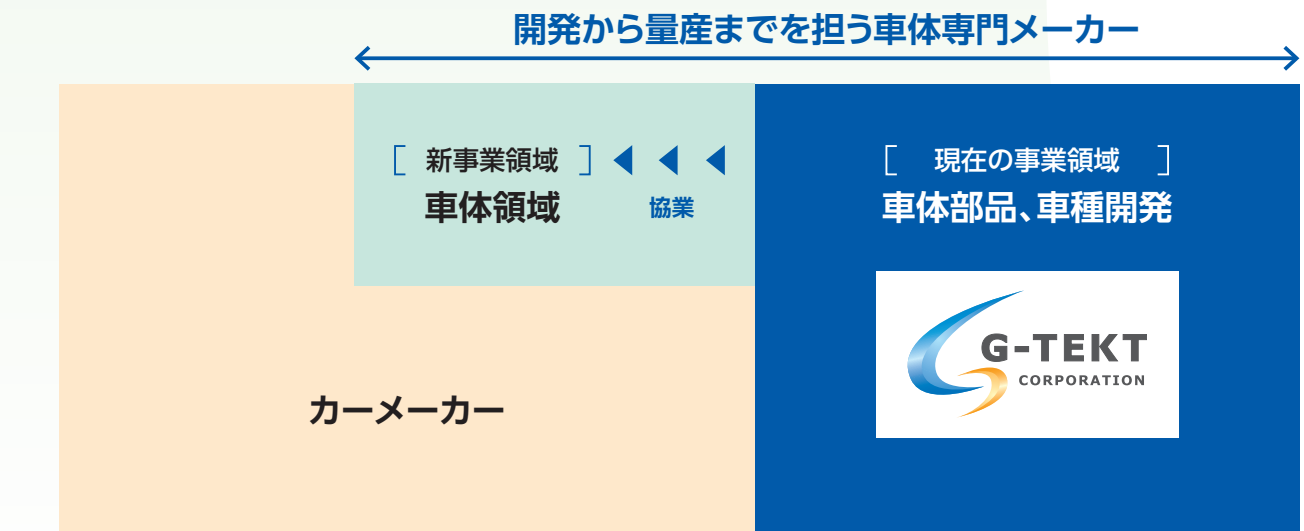 開発から量産までを担う車体専門メーカー
[ 新事業領域 ]
車体領域
協業
[ 現在の事業領域 ]
車体部品、車種開発
G-TEKT
CORPORATION
カーメーカー